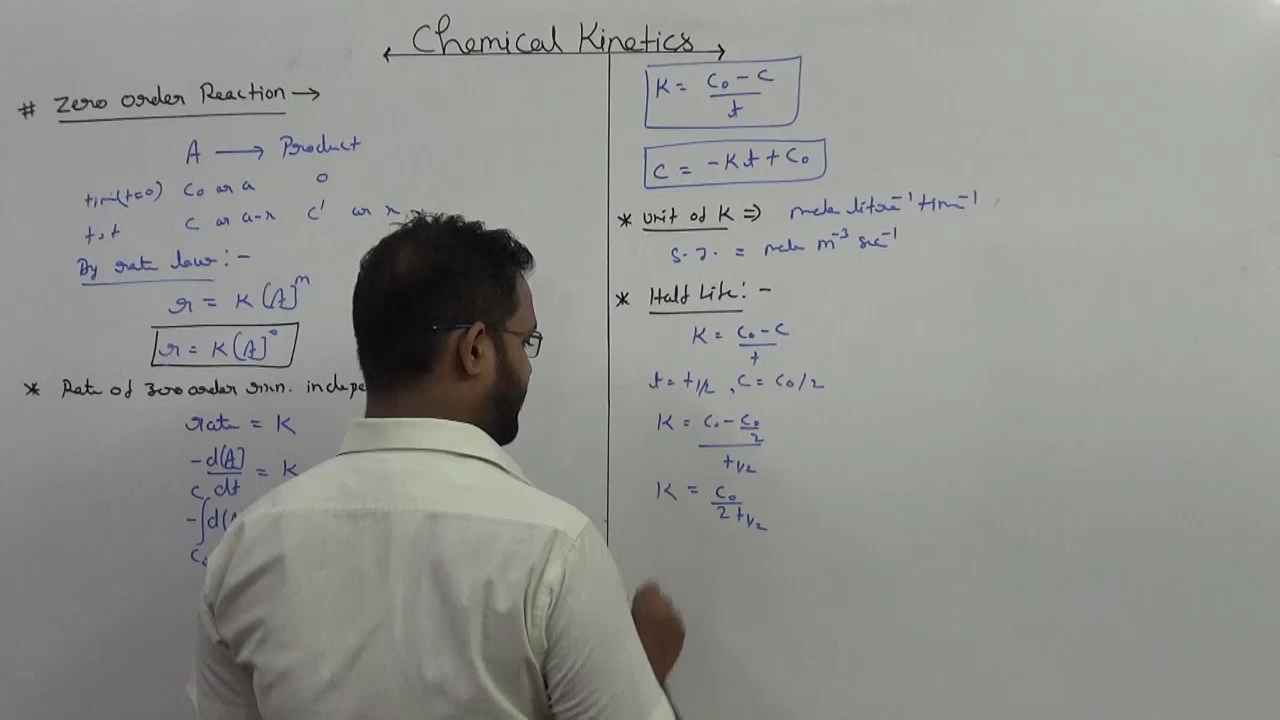 Chemical Kinetics
# Zero order Reaction →
A → Product
time(t=0) C₀ or a 0
t=t C or a-x C' or x
By rate law:-
r = K[A]ⁿ
r = K[A]⁰
* Rate of zero order rxn. indepe
rate = K
-d[A]/dt = K
-∫d[A
K = C₀ - C / t
C = -Kt + C₀
* Unit of K ⇒ mole litre⁻¹ time⁻¹
S.I. = mole m⁻³ sec⁻¹
* Half Life:-
K = C₀ - C / t
t = t1/2 , C = C₀/2
K = C₀ - C₀/2 / t1/2
K = C₀ / 2 t1/2